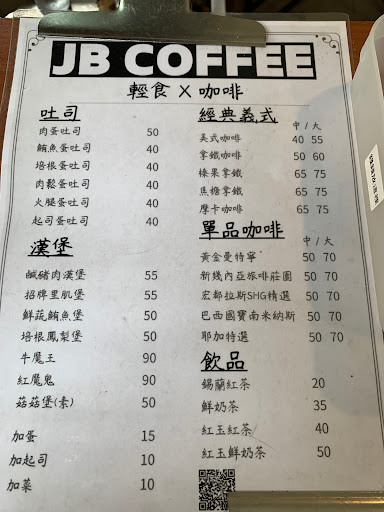 JB COFFEE
輕食 X 咖啡
吐司
肉蛋吐司 50
鮪魚蛋吐司 40
培根蛋吐司 40
肉鬆蛋吐司 40
火腿蛋吐司 40
起司蛋吐司 40
漢堡
鹹豬肉漢堡 55
招牌里肌堡 55
鮮蔬鮪魚堡 50
培根鳳梨堡 50
牛魔王 90
紅魔鬼 90
菇菇堡(素) 50
加蛋 15
加起司 10
加菜 10
經典義式 中/大
美式咖啡 40 55
拿鐵咖啡 50 60
榛果拿鐵 65 75
焦糖拿鐵 65 75
摩卡咖啡 65 75
單品咖啡 中/大
黃金曼特寧 50 70
新幾內亞咖啡莊園 50 70
宏都拉斯SHG精選 50 70
巴西國寶南米納斯 50 70
耶加特選 50 70
飲品
錫蘭紅茶 20
鮮奶茶 35
紅玉紅茶 40
紅玉鮮奶茶 50